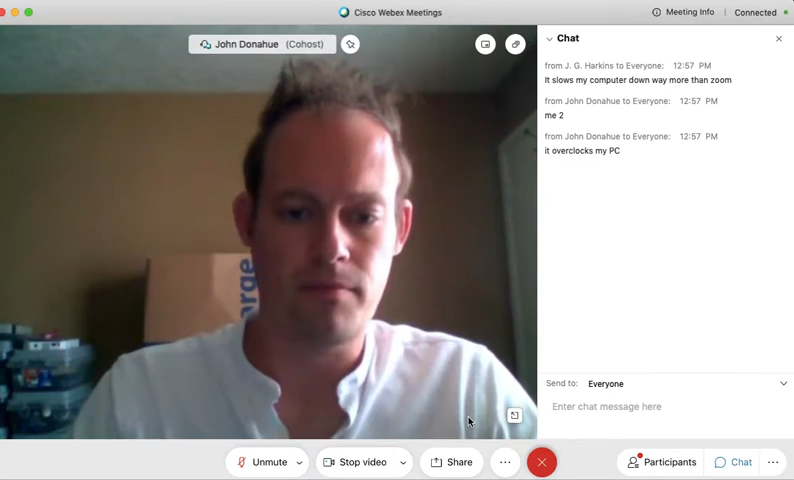 Cisco Webex Meetings
Meeting Info
Connected
John Donahue (Cohost)
Chat
from J. G. Harkins to Everyone: 12:57 PM
It slows my computer down way more than zoom
from John Donahue to Everyone: 12:57 PM
me 2
from John Donahue to Everyone: 12:57 PM
it overclocks my PC
Send to: Everyone
Enter chat message here
Unmute
Stop video
Share
Participants
Chat